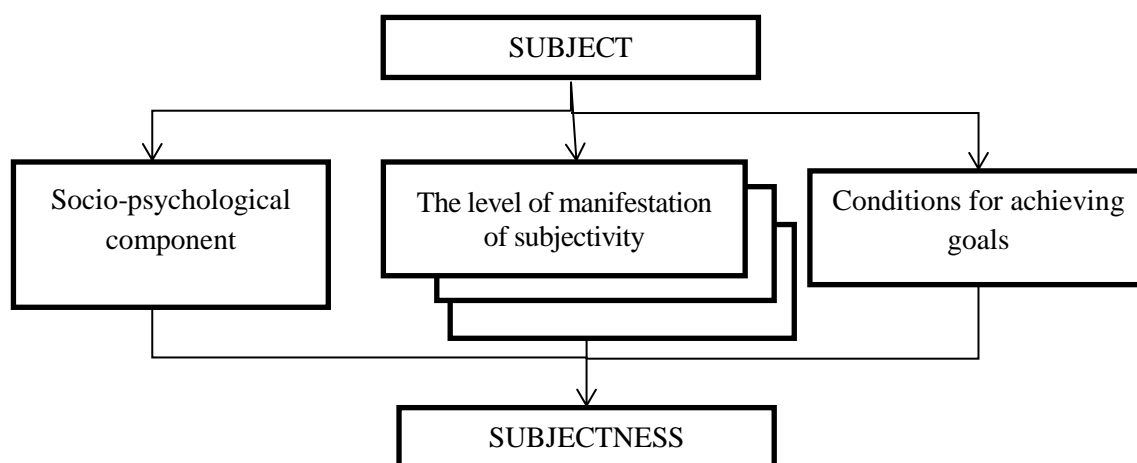 SUBJECT
Socio-psychological
component
The level of manifestation
of subjectivity
Conditions for achieving
goals
SUBJECTNESS